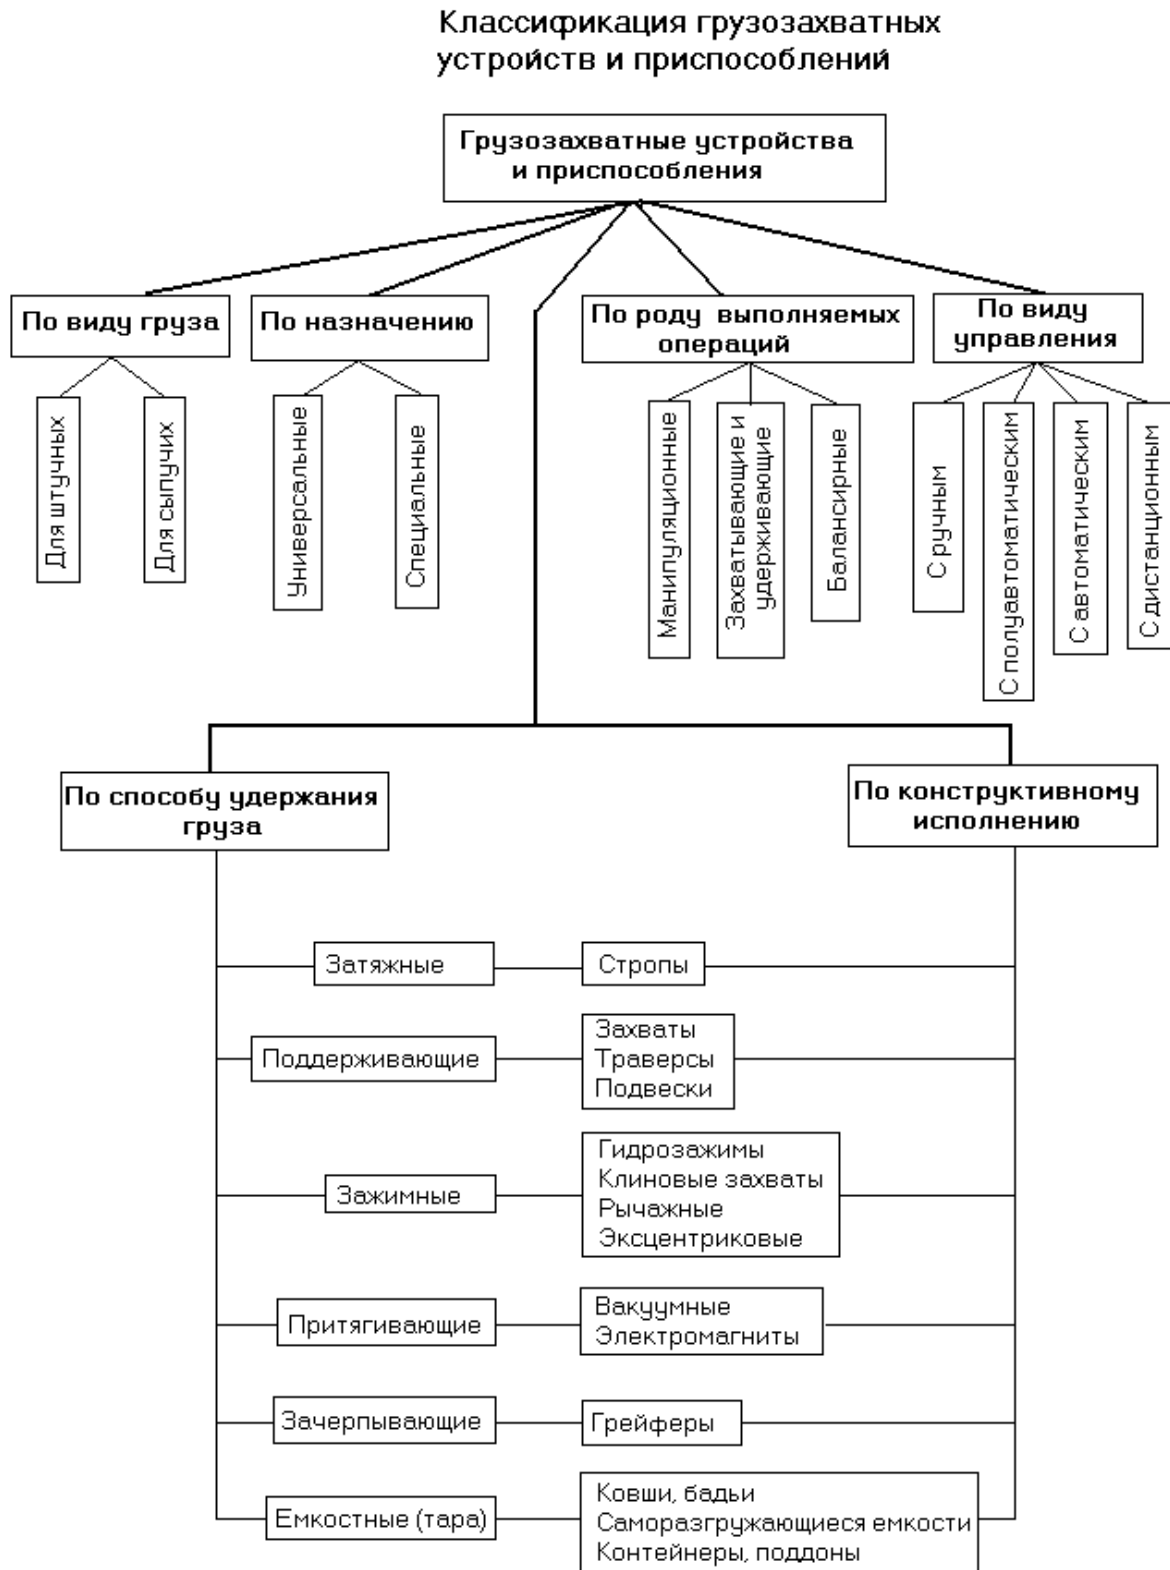 Классификация грузозахватных
устройств и приспособлений
Грузозахватные устройства
и приспособления
По виду груза
По назначению
По роду выполняемых
операций
По виду
управления
Для штучных
Для сыпучих
Универсальные
Специальные
Манипуляционные
Захватывающие и
удерживающие
Балансирные
С ручным
С полуавтоматическим
С автоматическим
С дистанционным
По способу удержания
груза
По конструктивному
исполнению
Затяжные
Стропы
Поддерживающие
Захваты
Траверсы
Подвески
Зажимные
Гидрозажимы
Клиновые захваты
Рычажные
Эксцентриковые
Притягивающие
Вакуумные
Электромагниты
Зачерпывающие
Грейферы
Емкостные (тара)
Ковши, бадьи
Саморазгружающиеся емкости
Контейнеры, поддоны